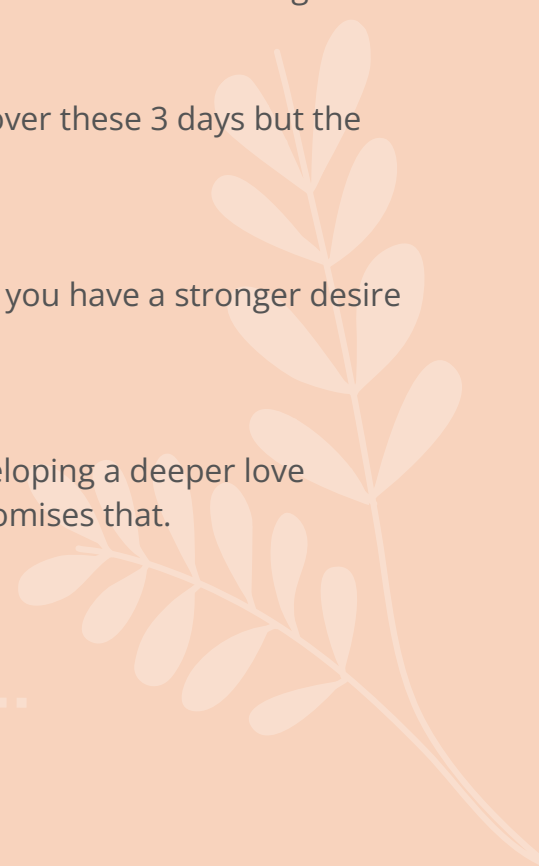 over these 3 days but the
you have a stronger desire
eloping a deeper love
omises that.